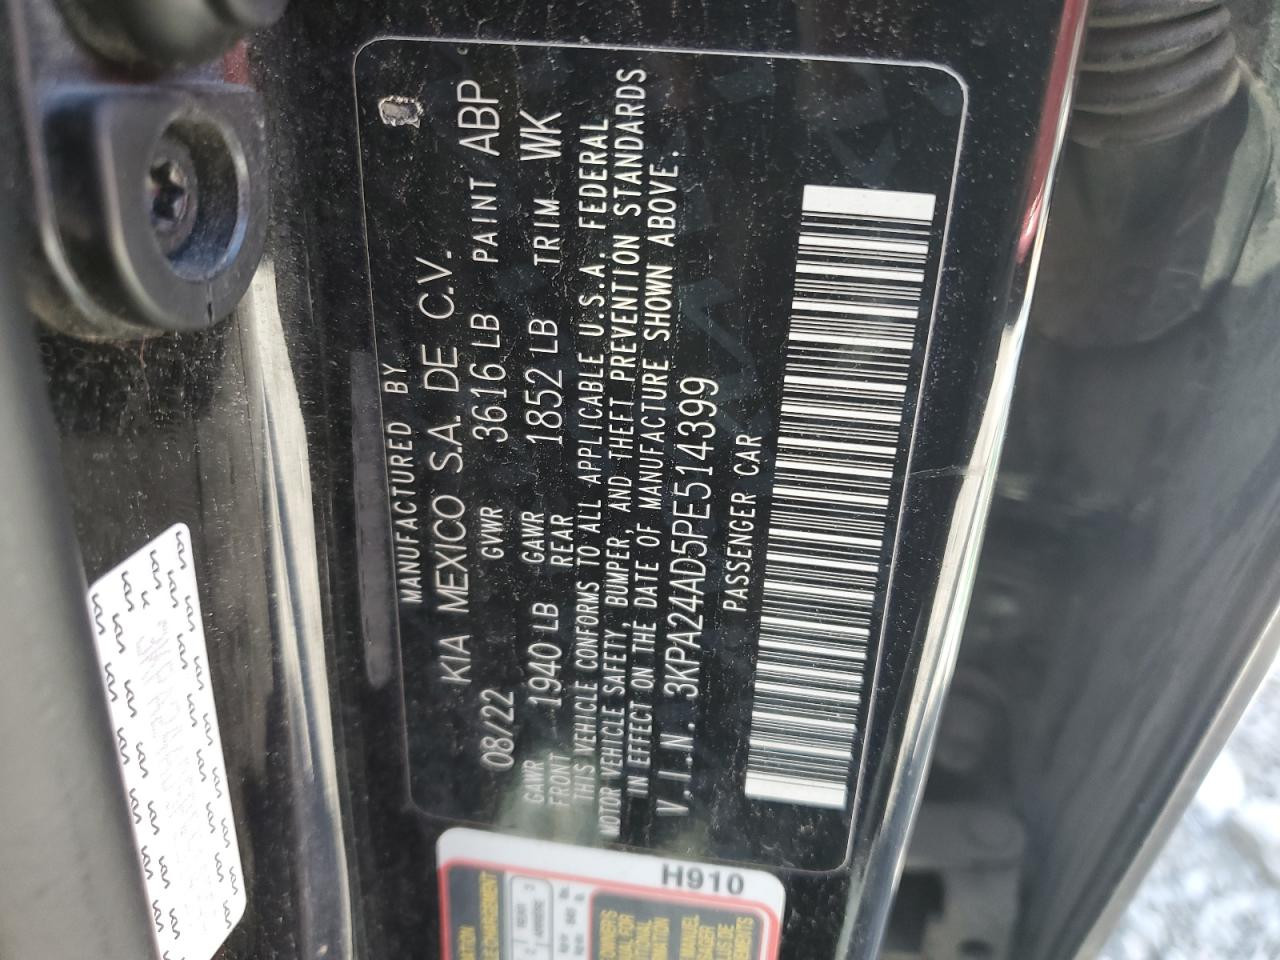 MANUFACTURED BY
KIA MEXICO S.A. DE C.V.
08/22 GVWR 3616 LB PAINT ABP
GAWR FRONT 1940 LB GAWR REAR 1852 LB TRIM WK
THIS VEHICLE CONFORMS TO ALL APPLICABLE U.S.A. FEDERAL
MOTOR VEHICLE SAFETY, BUMPER, AND THEFT PREVENTION STANDARDS
IN EFFECT ON THE DATE OF MANUFACTURE SHOWN ABOVE.
V.I.N. 3KPA24AD5PE514399
PASSENGER CAR
H910